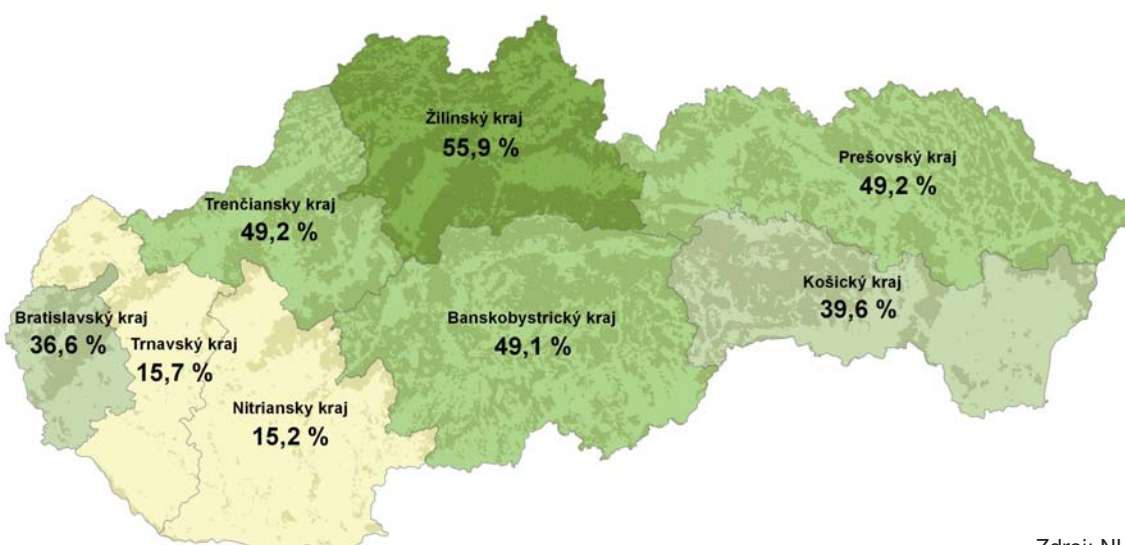 Žilinský kraj
55,9 %
Prešovský kraj
49,2 %
Trenčiansky kraj
49,2 %
Košický kraj
39,6 %
Bratislavský kraj
36,6 %
Banskobystrický kraj
49,1 %
Trnavský kraj
15,7 %
Nitriansky kraj
15,2 %
Zdroj: